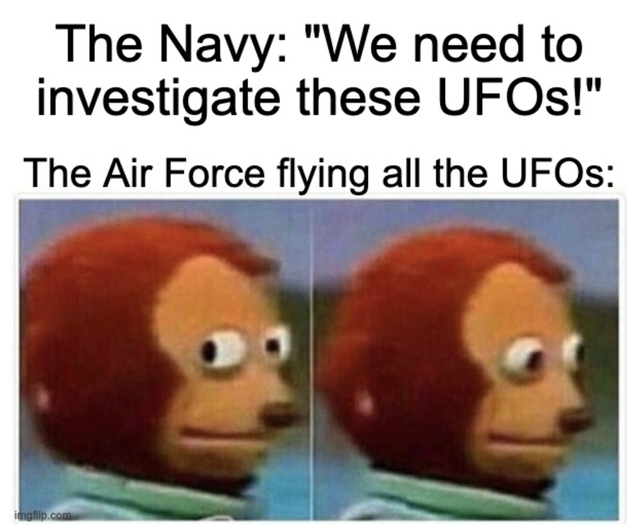 The Navy: "We need to
investigate these UFOs!"
The Air Force flying all the UFOs:
imgflip.com